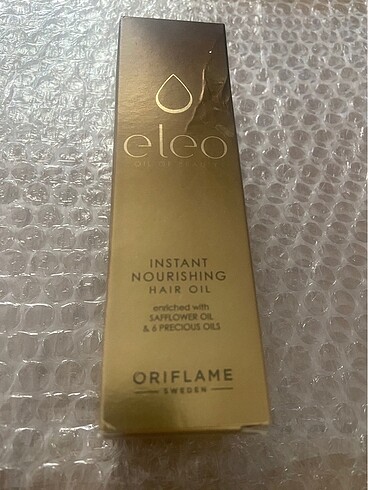 eleo
INSTANT
NOURISHING
HAIR OIL
enriched with
SAFFLOWER OIL
& 6 PRECIOUS OILS
ORIFLAME
SWEDEN